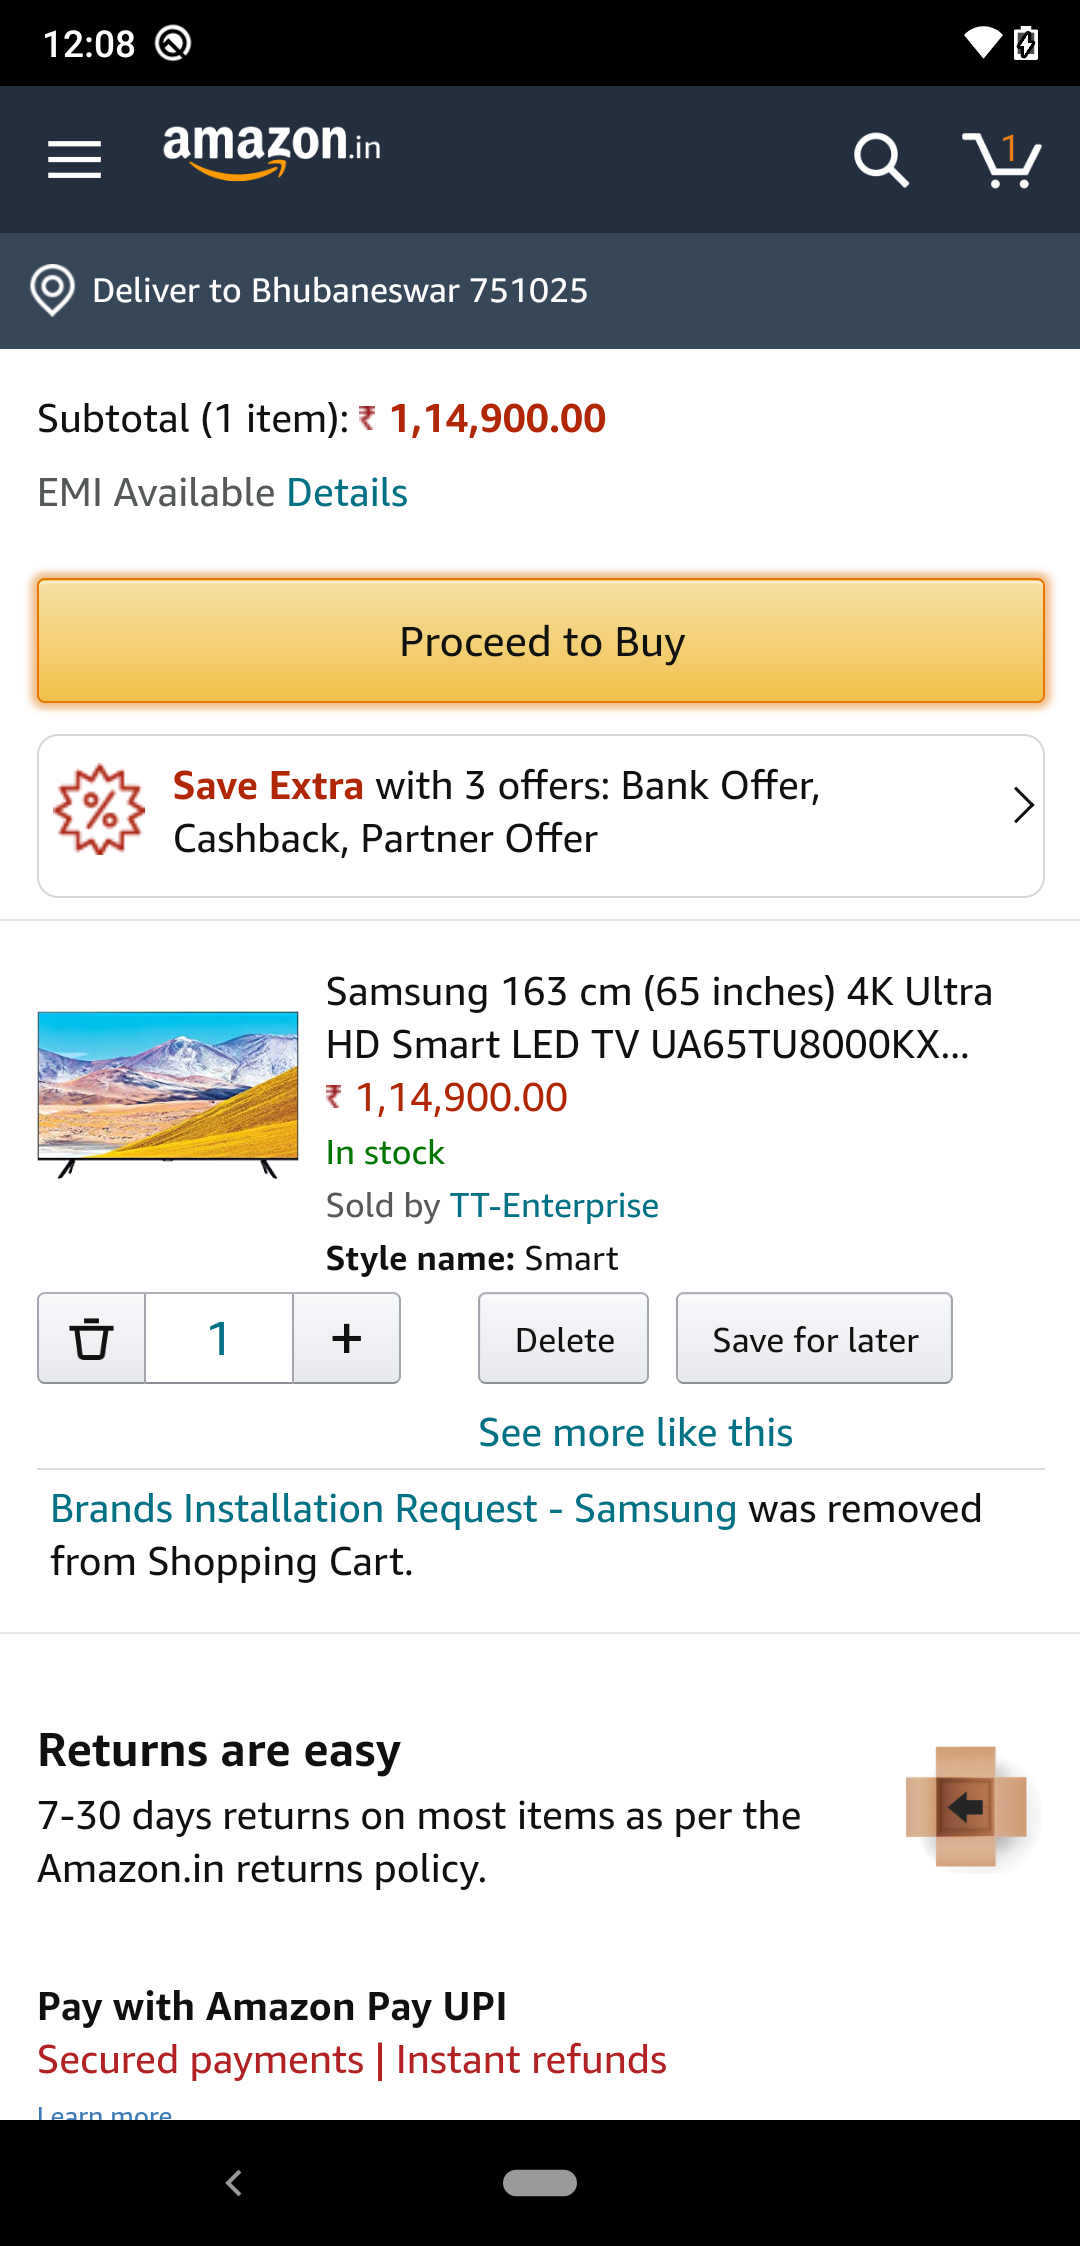 12:08
amazon.in
1
Deliver to Bhubaneswar 751025
Subtotal (1 item): ₹ 1,14,900.00
EMI Available Details
Proceed to Buy
Save Extra with 3 offers: Bank Offer,
Cashback, Partner Offer
Samsung 163 cm (65 inches) 4K Ultra
HD Smart LED TV UA65TU8000KX...
₹ 1,14,900.00
In stock
Sold by TT-Enterprise
Style name: Smart
1 +
Delete
Save for later
See more like this
Brands Installation Request - Samsung was removed
from Shopping Cart.
Returns are easy
7-30 days returns on most items as per the
Amazon.in returns policy.
Pay with Amazon Pay UPI
Secured payments | Instant refunds
Learn more